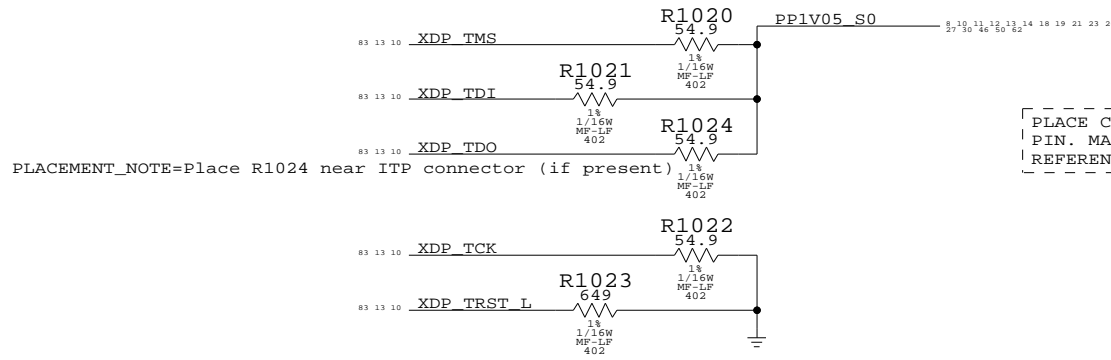 R1020
54.9
83 13 10 XDP_TMS
1%
1/16W
MF-LF
402
PP1V05_S0
8 10 11 12 13 14 18 19 21 23 2
27 30 46 50 62
R1021
54.9
83 13 10 XDP_TDI
1%
1/16W
MF-LF
402
R1024
54.9
83 13 10 XDP_TDO
1%
1/16W
MF-LF
402
PLACEMENT_NOTE=Place R1024 near ITP connector (if present)
PLACE C
PIN. MA
REFEREN
R1022
54.9
83 13 10 XDP_TCK
1%
1/16W
MF-LF
402
R1023
649
83 13 10 XDP_TRST_L
1%
1/16W
MF-LF
402